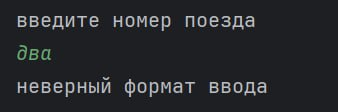 введите номер поезда
два
неверный формат ввода